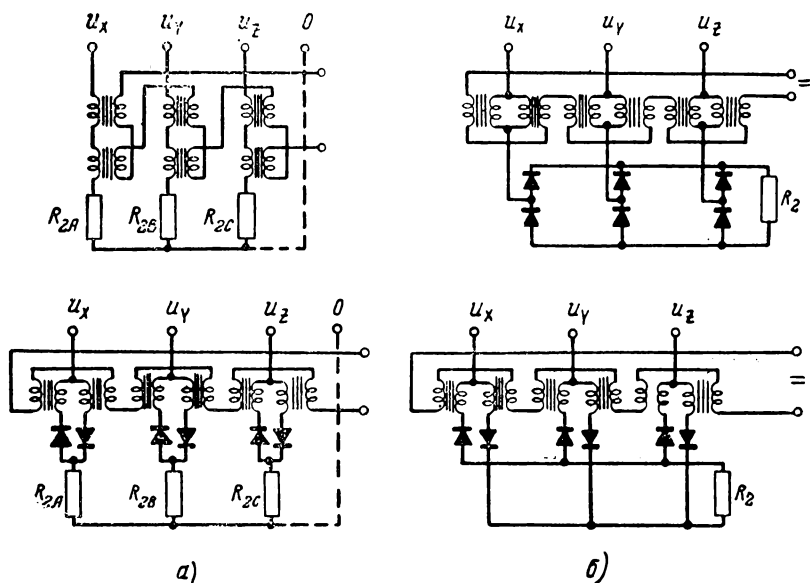 u_X u_Y u_Z 0
u_X u_Y u_Z
=
R_2A R_2B R_2C
R_2
u_X u_Y u_Z 0
u_X u_Y u_Z
=
R_2A R_2B R_2C
R_2
а) б)